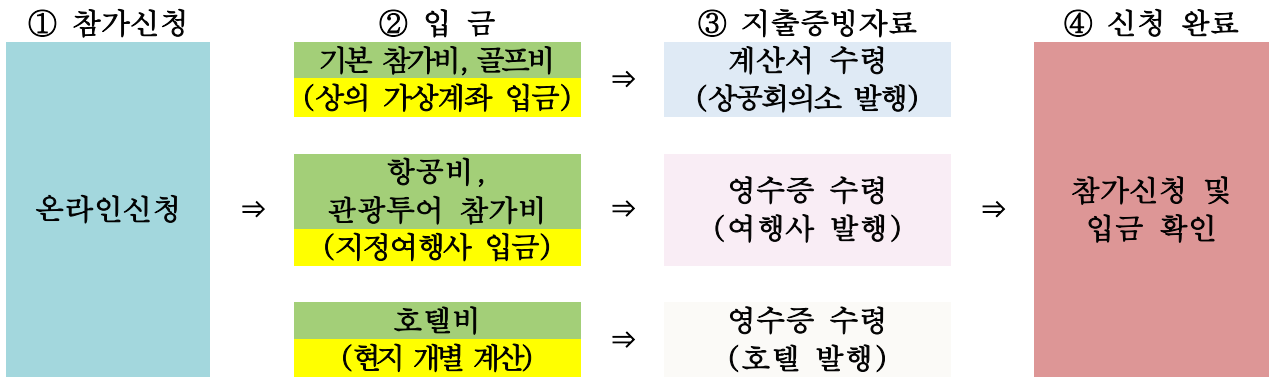 ① 참가신청
② 입 금
③ 지출증빙자료
④ 신청 완료
온라인신청
⇒
기본 참가비, 골프비
(상의 가상계좌 입금)
⇒
계산서 수령
(상공회의소 발행)
항공비,
관광투어 참가비
(지정여행사 입금)
⇒
영수증 수령
(여행사 발행)
호텔비
(현지 개별 계산)
⇒
영수증 수령
(호텔 발행)
⇒
참가신청 및
입금 확인